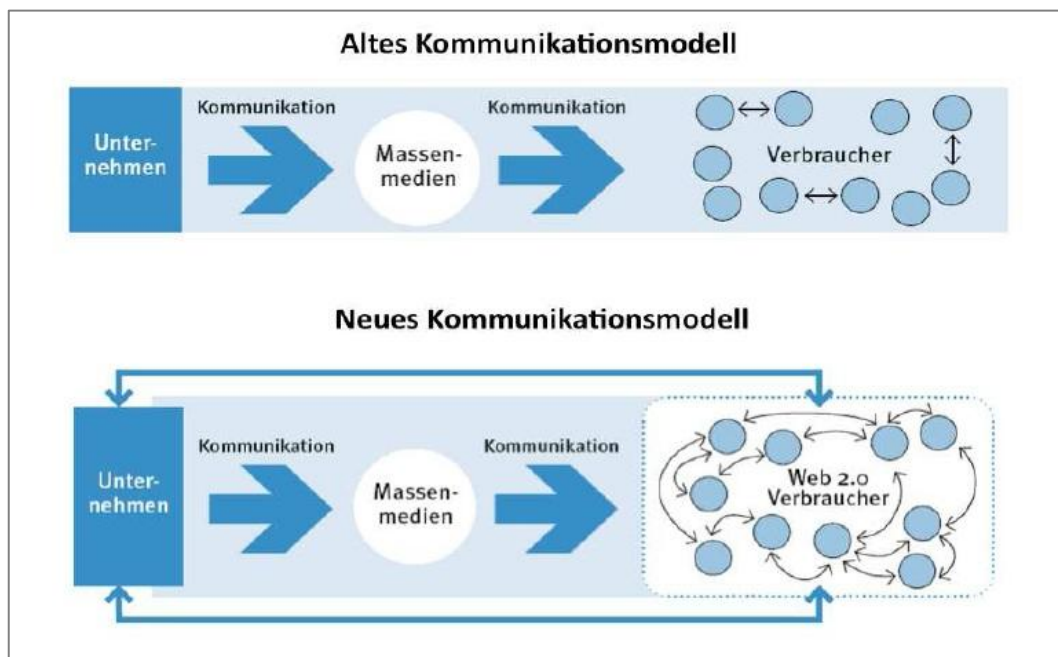 Altes Kommunikationsmodell
Unter-
nehmen
Kommunikation
Massen-
medien
Kommunikation
Verbraucher
Neues Kommunikationsmodell
Unter-
nehmen
Kommunikation
Massen-
medien
Kommunikation
Web 2.0
Verbraucher